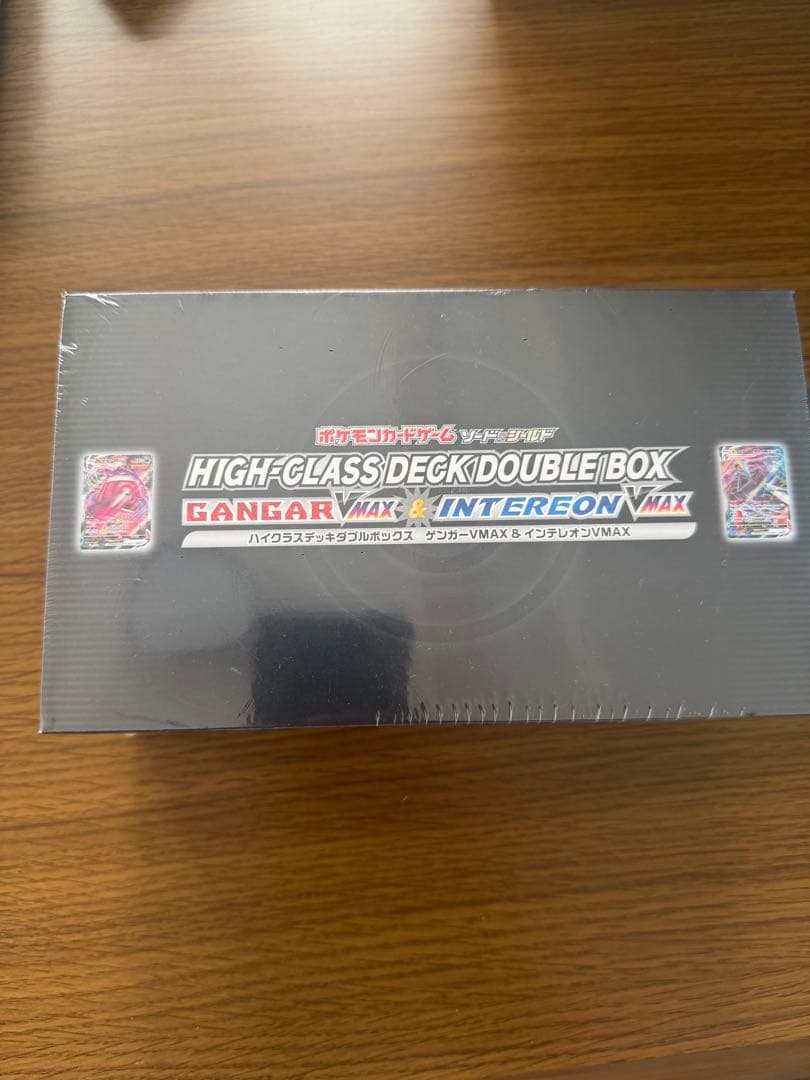 ポケモンカードゲーム ソード&シールド
HIGH-CLASS DECK DOUBLE BOX
GANGAR VMAX & INTEREON VMAX
ハイクラスデッキダブルボックス ゲンガーVMAX & インテレオンVMAX